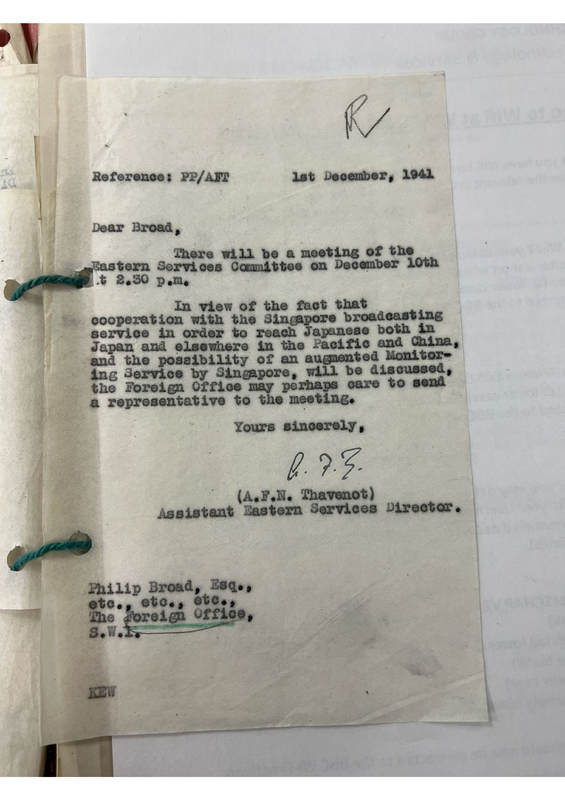 Reference: PP/AFT 1st December, 1941
Dear Broad,
There will be a meeting of the
Eastern Services Committee on December 10th
t 2.30 p.m.
In view of the fact that
cooperation with the Singapore broadcasting
service in order to reach Japanese both in
Japan and elsewhere in the Pacific and China,
and the possibility of an augmented Monitor-
ing Service by Singapore, will be discussed,
the Foreign Office may perhaps care to send
a representative to the meeting.
Yours sincerely,
(A.F.N. Thavenot)
Assistant Eastern Services Director.
Philip Broad, Esq.,
etc., etc., etc.,
The Foreign Office,
S.W.1.
KEW